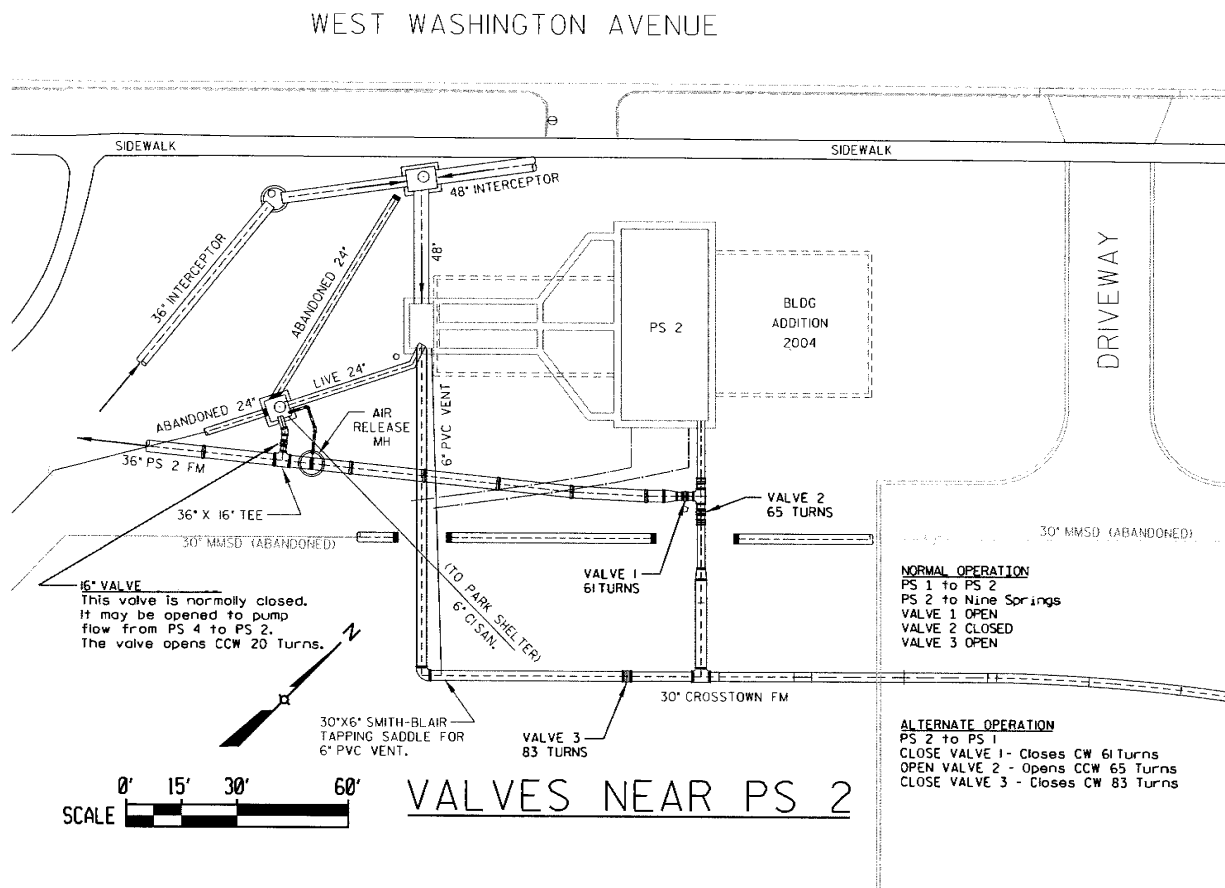 WEST WASHINGTON AVENUE
SIDEWALK
SIDEWALK
48" INTERCEPTOR
36" INTERCEPTOR
ABANDONED 24"
48"
DRIVEWAY
PS 2
BLDG
ADDITION
2004
LIVE 24"
ABANDONED 24"
AIR
RELEASE
MH
6" PVC VENT
36" PS 2 FM
36" X 16" TEE
VALVE 2
65 TURNS
30" MMSD (ABANDONED)
30" MMSD (ABANDONED)
VALVE 1
61 TURNS
16" VALVE
This valve is normally closed.
It may be opened to pump
flow from PS 4 to PS 2.
The valve opens CCW 20 Turns.
(TO PARK SHELTER)
6" CI SAN.
N
NORMAL OPERATION
PS 1 to PS 2
PS 2 to Nine Springs
VALVE 1 OPEN
VALVE 2 CLOSED
VALVE 3 OPEN
30" CROSSTOWN FM
30"X6" SMITH-BLAIR
TAPPING SADDLE FOR
6" PVC VENT.
VALVE 3
83 TURNS
ALTERNATE OPERATION
PS 2 to PS 1
CLOSE VALVE 1 - Closes CW 61 Turns
OPEN VALVE 2 - Opens CCW 65 Turns
CLOSE VALVE 3 - Closes CW 83 Turns
0' 15' 30' 60'
SCALE
VALVES NEAR PS 2